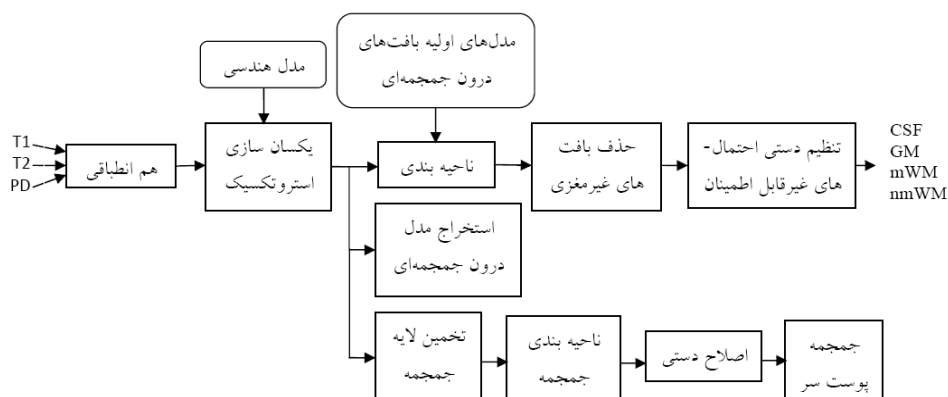 مدل‌های اولیه بافت‌های
درون جمجمه‌ای
مدل هندسی
T1
T2
PD
هم انطباقی
یکسان سازی
استروتکسیک
ناحیه بندی
حذف بافت
های غیرمغزی
تنظیم دستی احتمال-
های غیرقابل اطمینان
CSF
GM
mWM
nmWM
استخراج مدل
درون جمجمه‌ای
تخمین لایه
جمجمه
ناحیه بندی
جمجمه
اصلاح دستی
جمجمه
پوست سر